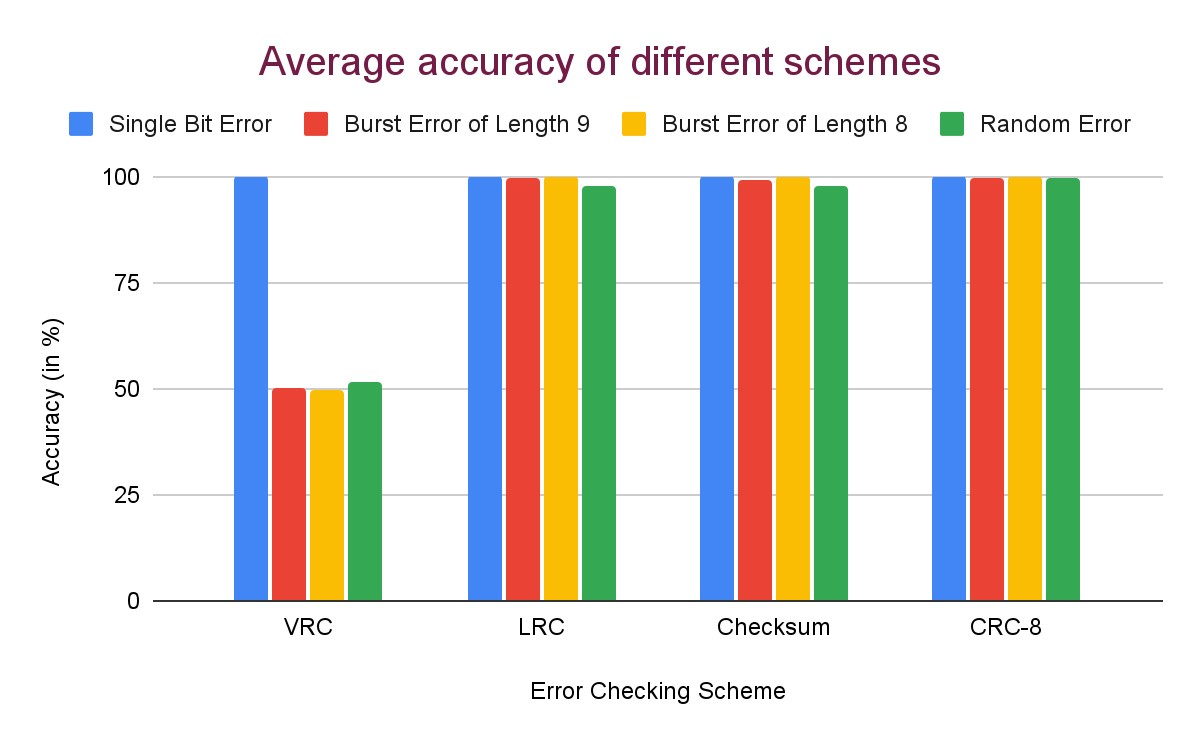 Average accuracy of different schemes
Single Bit Error Burst Error of Length 9 Burst Error of Length 8 Random Error
100
75
50
25
0
Accuracy (in %)
VRC LRC Checksum CRC-8
Error Checking Scheme